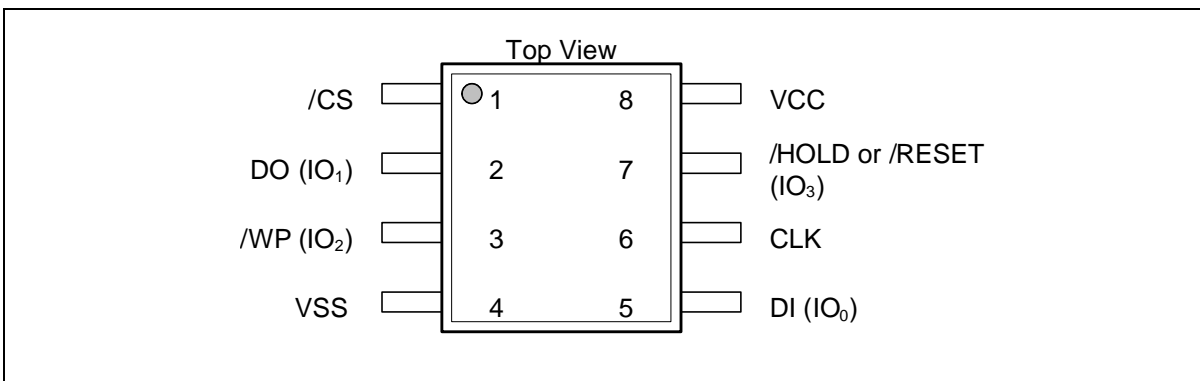 Top View
/CS 1 8 VCC
DO (IO₁) 2 7 /HOLD or /RESET
(IO₃)
/WP (IO₂) 3 6 CLK
VSS 4 5 DI (IO₀)